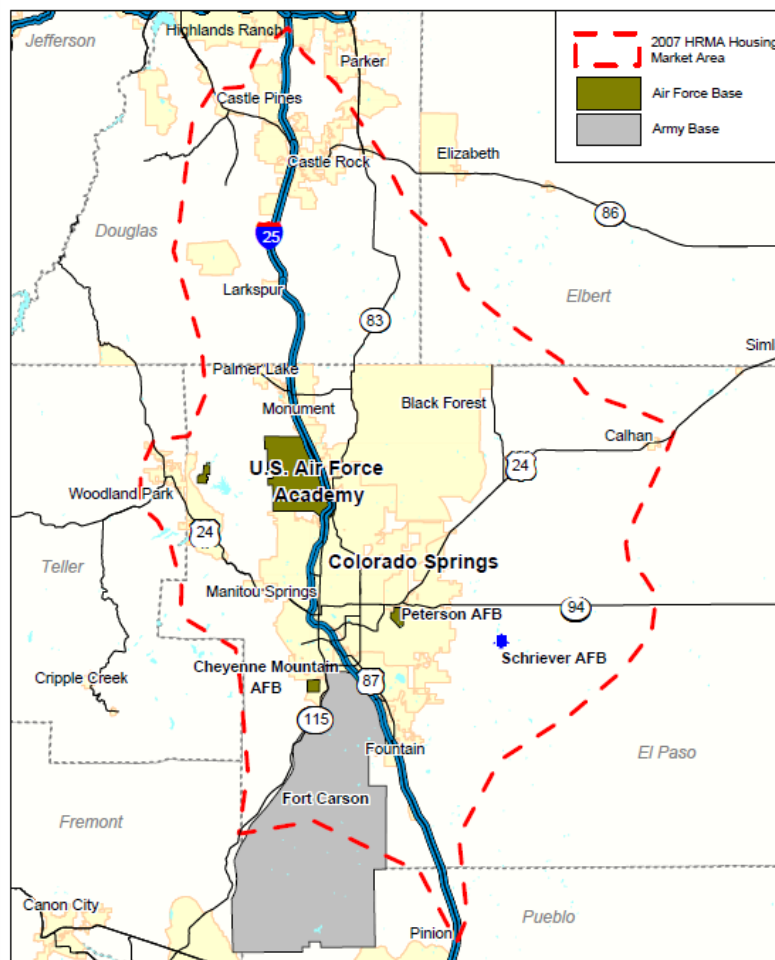 Jefferson
Highlands Ranch
Parker
2007 HRMA Housing
Market Area
Air Force Base
Army Base
Castle Pines
Castle Rock
Elizabeth
86
Douglas
25
Larkspur
Elbert
83
Siml
Palmer Lake
Monument
Black Forest
Calhan
U.S. Air Force
Academy
24
Woodland Park
24
Colorado Springs
Teller
Manitou Springs
94
Peterson AFB
Schriever AFB
Cheyenne Mountain
AFB
87
Cripple Creek
115
Fountain
El Paso
Fort Carson
Fremont
Canon City
Pueblo
Pinion